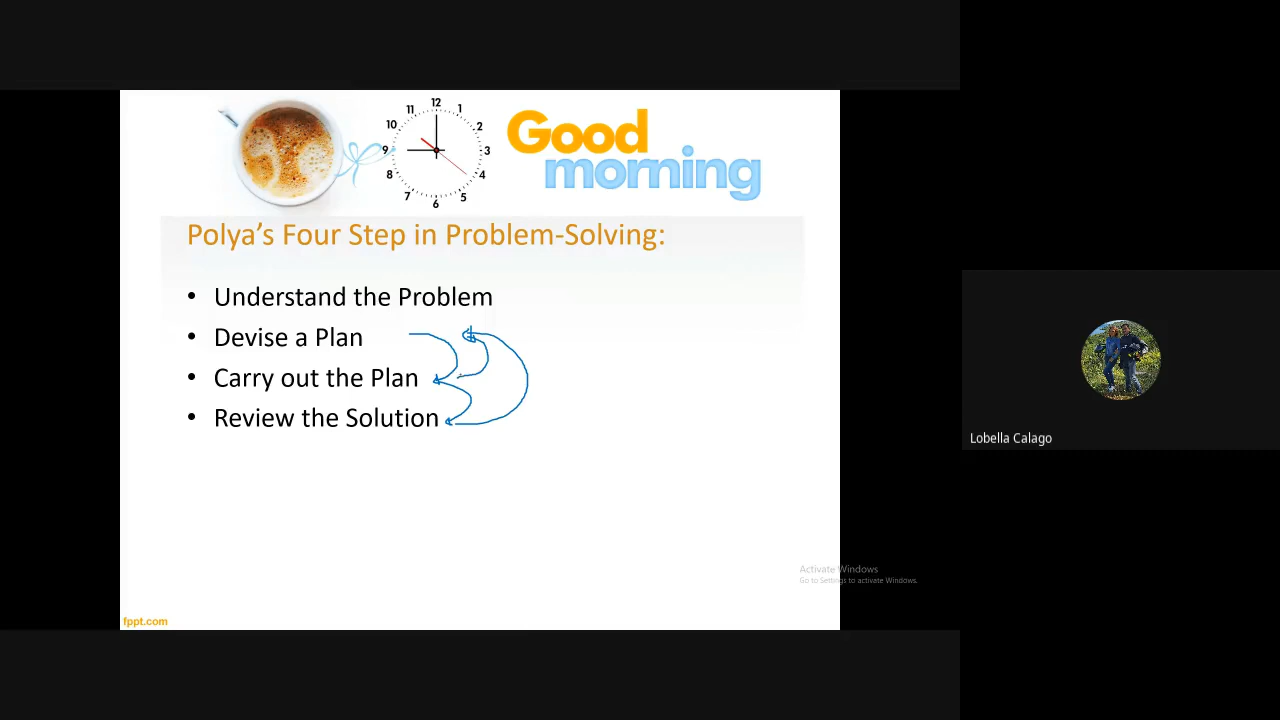 12
11 1
10 2
9 3
8 4
7 5
6
Good
morning
Polya's Four Step in Problem-Solving:
• Understand the Problem
• Devise a Plan
• Carry out the Plan
• Review the Solution
Lobella Calago
Activate Windows
Go to Settings to activate Windows.
fppt.com